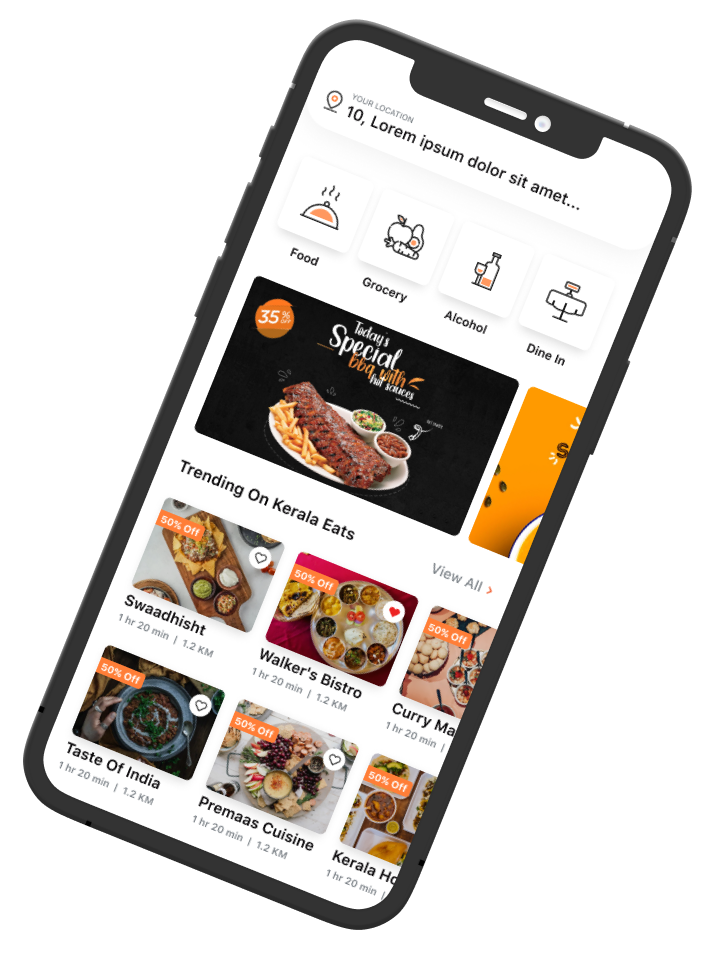 YOUR LOCATION
10, Lorem ipsum dolor sit amet...
Food
Grocery
Alcohol
Dine In
35%
OFF
Today's
Special
bbq with
hot sauces
Trending On Kerala Eats
View All >
50% Off
50% Off
50% Off
Swaadhisht
1 hr 20 min | 1.2 KM
Walker's Bistro
1 hr 20 min | 1.2 KM
Curry Ma
1 hr 20 min |
50% Off
50% Off
50% Off
Taste Of India
1 hr 20 min | 1.2 KM
Premaas Cuisine
1 hr 20 min | 1.2 KM
Kerala Ho
1 hr 20 min |